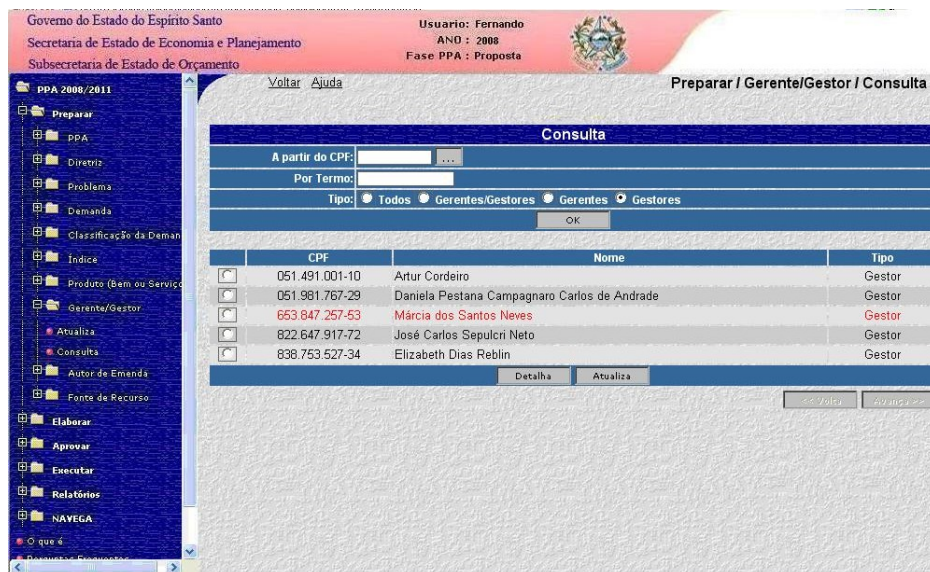 Governo do Estado do Espírito Santo
Secretaria de Estado de Economia e Planejamento
Subsecretaria de Estado de Orçamento
Usuario: Fernando
ANO : 2008
Fase PPA : Proposta
PPA 2008/2011
Preparar
PPA
Diretriz
Problema
Demanda
Classificação da Deman
Índice
Produto (Bem ou Serviço
Gerente/Gestor
Atualiza
Consulta
Autor de Emenda
Fonte de Recurso
Elaborar
Aprovar
Executar
Relatórios
NAVEGA
O que é
Perguntas Frequentes
Voltar Ajuda
Preparar / Gerente/Gestor / Consulta
Consulta
A partir do CPF: ...
Por Termo:
Tipo: Todos Gerentes/Gestores Gerentes Gestores
OK
CPF Nome Tipo
051.491.001-10 Artur Cordeiro Gestor
051.981.767-29 Daniela Pestana Campagnaro Carlos de Andrade Gestor
653.847.257-53 Márcia dos Santos Neves Gestor
822.647.917-72 José Carlos Sepulcri Neto Gestor
838.753.527-34 Elizabeth Dias Reblin Gestor
Detalha Atualiza
<< Volta Avança >>